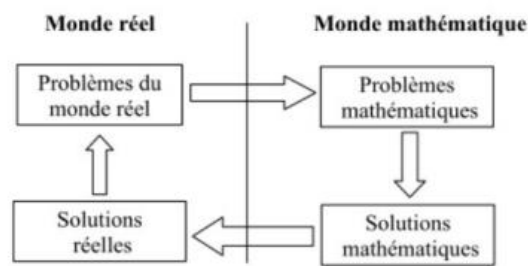 Monde réel
Monde mathématique
Problèmes du
monde réel
Problèmes
mathématiques
Solutions
réelles
Solutions
mathématiques